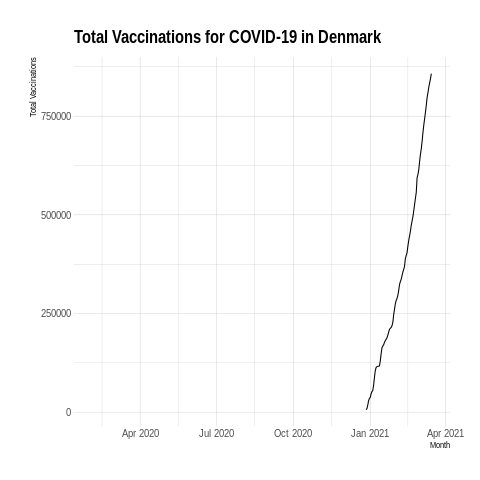 Total Vaccinations for COVID-19 in Denmark
Total Vaccinations
750000
500000
250000
0
Apr 2020 Jul 2020 Oct 2020 Jan 2021 Apr 2021
Month